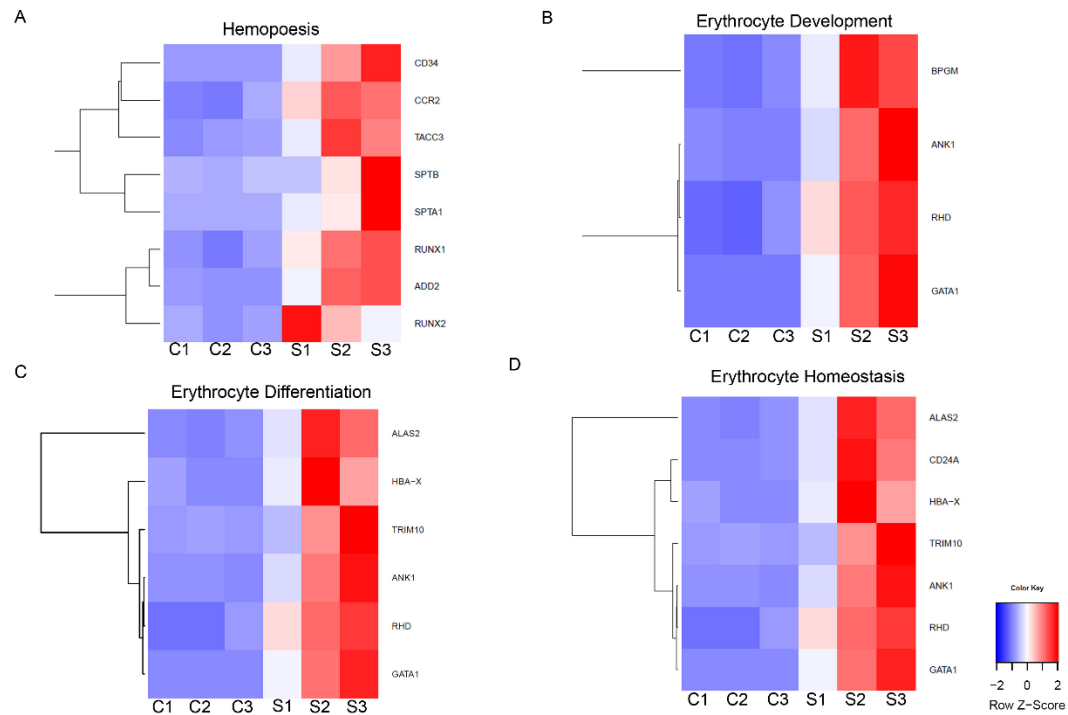 A
Hemopoesis
CD34
CCR2
TACC3
SPTB
SPTA1
RUNX1
ADD2
RUNX2
C1 C2 C3 S1 S2 S3
B
Erythrocyte Development
BPGM
ANK1
RHD
GATA1
C1 C2 C3 S1 S2 S3
C
Erythrocyte Differentiation
ALAS2
HBA-X
TRIM10
ANK1
RHD
GATA1
C1 C2 C3 S1 S2 S3
D
Erythrocyte Homeostasis
ALAS2
CD24A
HBA-X
TRIM10
ANK1
RHD
GATA1
C1 C2 C3 S1 S2 S3
Color Key
−2 0 2
Row Z-Score